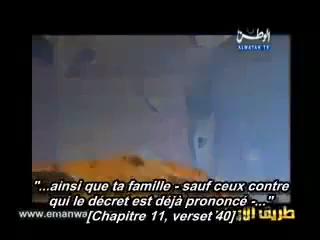 الوطن
ALWATAN TV
"...ainsi que ta famille - sauf ceux contre
qui le décret est déjà prononcé -..."
[Chapitre 11, verset 40]
www.emanwa
طريق